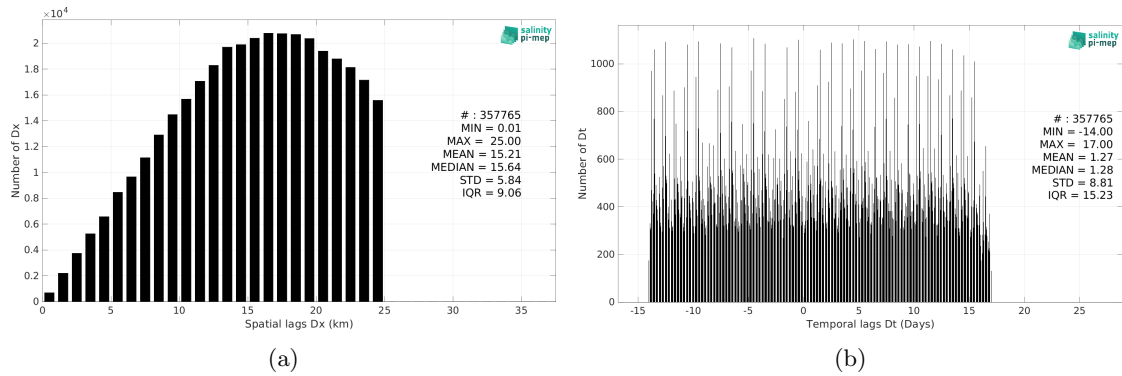 ×10⁴
2
1.8
1.6
1.4
1.2
1
0.8
0.6
0.4
0.2
0
Number of Dx
salinity
pi-mep
# : 357765
MIN = 0.01
MAX = 25.00
MEAN = 15.21
MEDIAN = 15.64
STD = 5.84
IQR = 9.06
0 5 10 15 20 25 30 35
Spatial lags Dx (km)
(a)
1000
800
600
400
200
0
Number of Dt
salinity
pi-mep
# : 357765
MIN = -14.00
MAX = 17.00
MEAN = 1.27
MEDIAN = 1.28
STD = 8.81
IQR = 15.23
-15 -10 -5 0 5 10 15 20 25
Temporal lags Dt (Days)
(b)